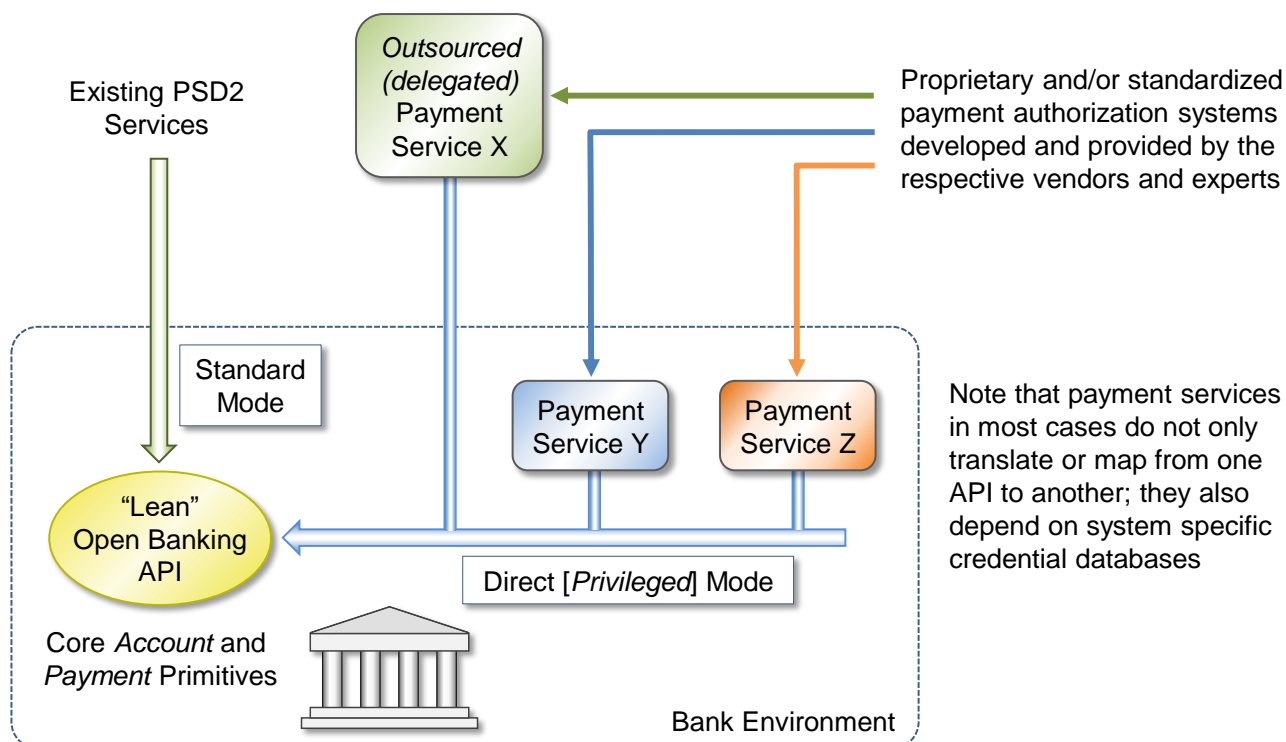 Existing PSD2
Services
Outsourced
(delegated)
Payment
Service X
Proprietary and/or standardized
payment authorization systems
developed and provided by the
respective vendors and experts
Standard
Mode
Payment
Service Y
Payment
Service Z
Note that payment services
in most cases do not only
translate or map from one
API to another; they also
depend on system specific
credential databases
“Lean”
Open Banking
API
Direct [Privileged] Mode
Core Account and
Payment Primitives
Bank Environment